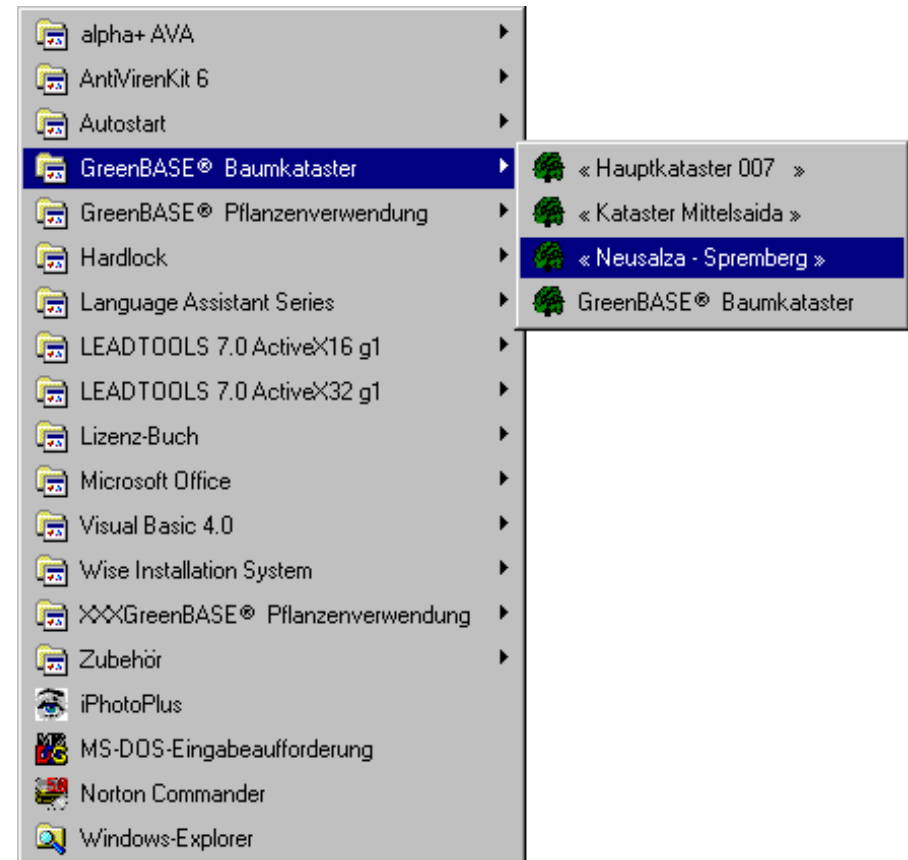 alpha+ AVA
AntiVirenKit 6
Autostart
GreenBASE® Baumkataster
GreenBASE® Pflanzenverwendung
Hardlock
Language Assistant Series
LEADTOOLS 7.0 ActiveX16 g1
LEADTOOLS 7.0 ActiveX32 g1
Lizenz-Buch
Microsoft Office
Visual Basic 4.0
Wise Installation System
XXXGreenBASE® Pflanzenverwendung
Zubehör
iPhotoPlus
MS-DOS-Eingabeaufforderung
Norton Commander
Windows-Explorer
« Hauptkataster 007 »
« Kataster Mittelsaida »
« Neusalza - Spremberg »
GreenBASE® Baumkataster